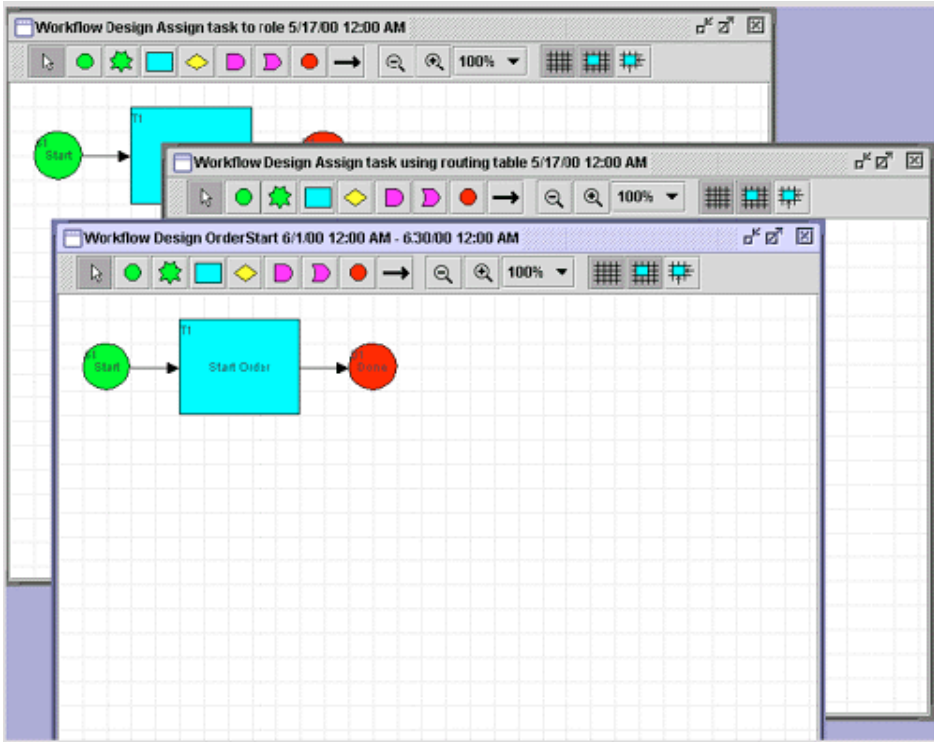 Workflow Design Assign task to role 5/17/00 12:00 AM
100%
T1
Start
Workflow Design Assign task using routing table 5/17/00 12:00 AM
100%
Workflow Design OrderStart 6/1/00 12:00 AM - 6/30/00 12:00 AM
100%
T1
Start
Start Order
Done